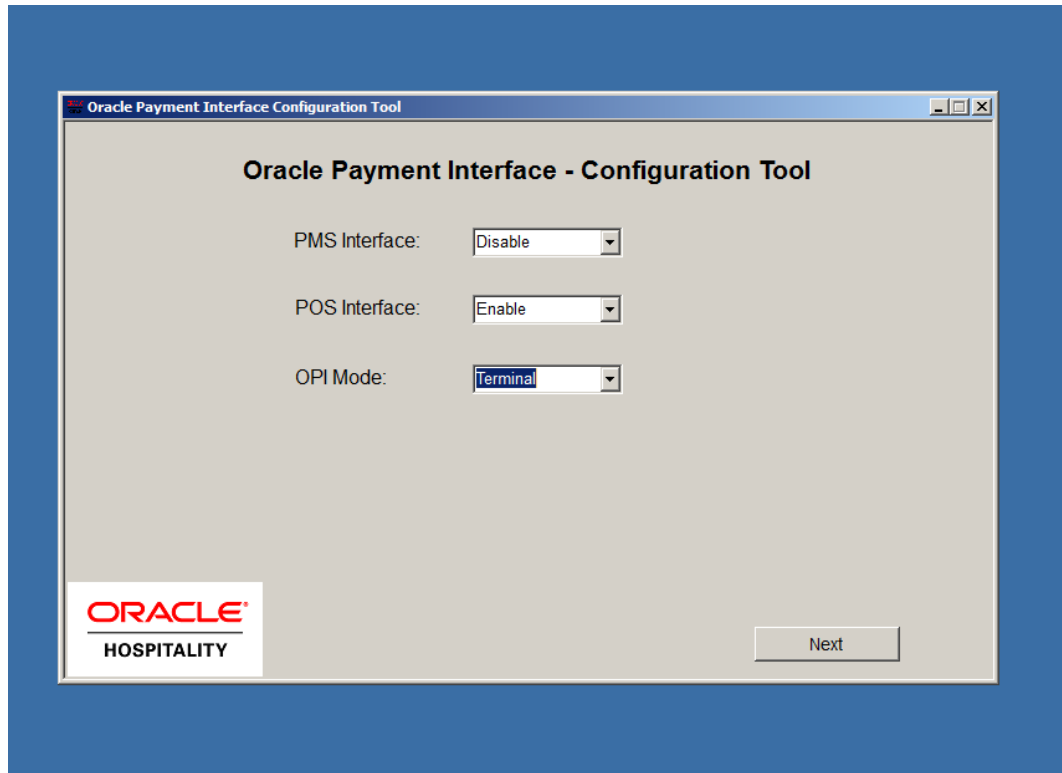 Oracle Payment Interface Configuration Tool
Oracle Payment Interface - Configuration Tool
PMS Interface: Disable
POS Interface: Enable
OPI Mode: Terminal
ORACLE®
HOSPITALITY
Next